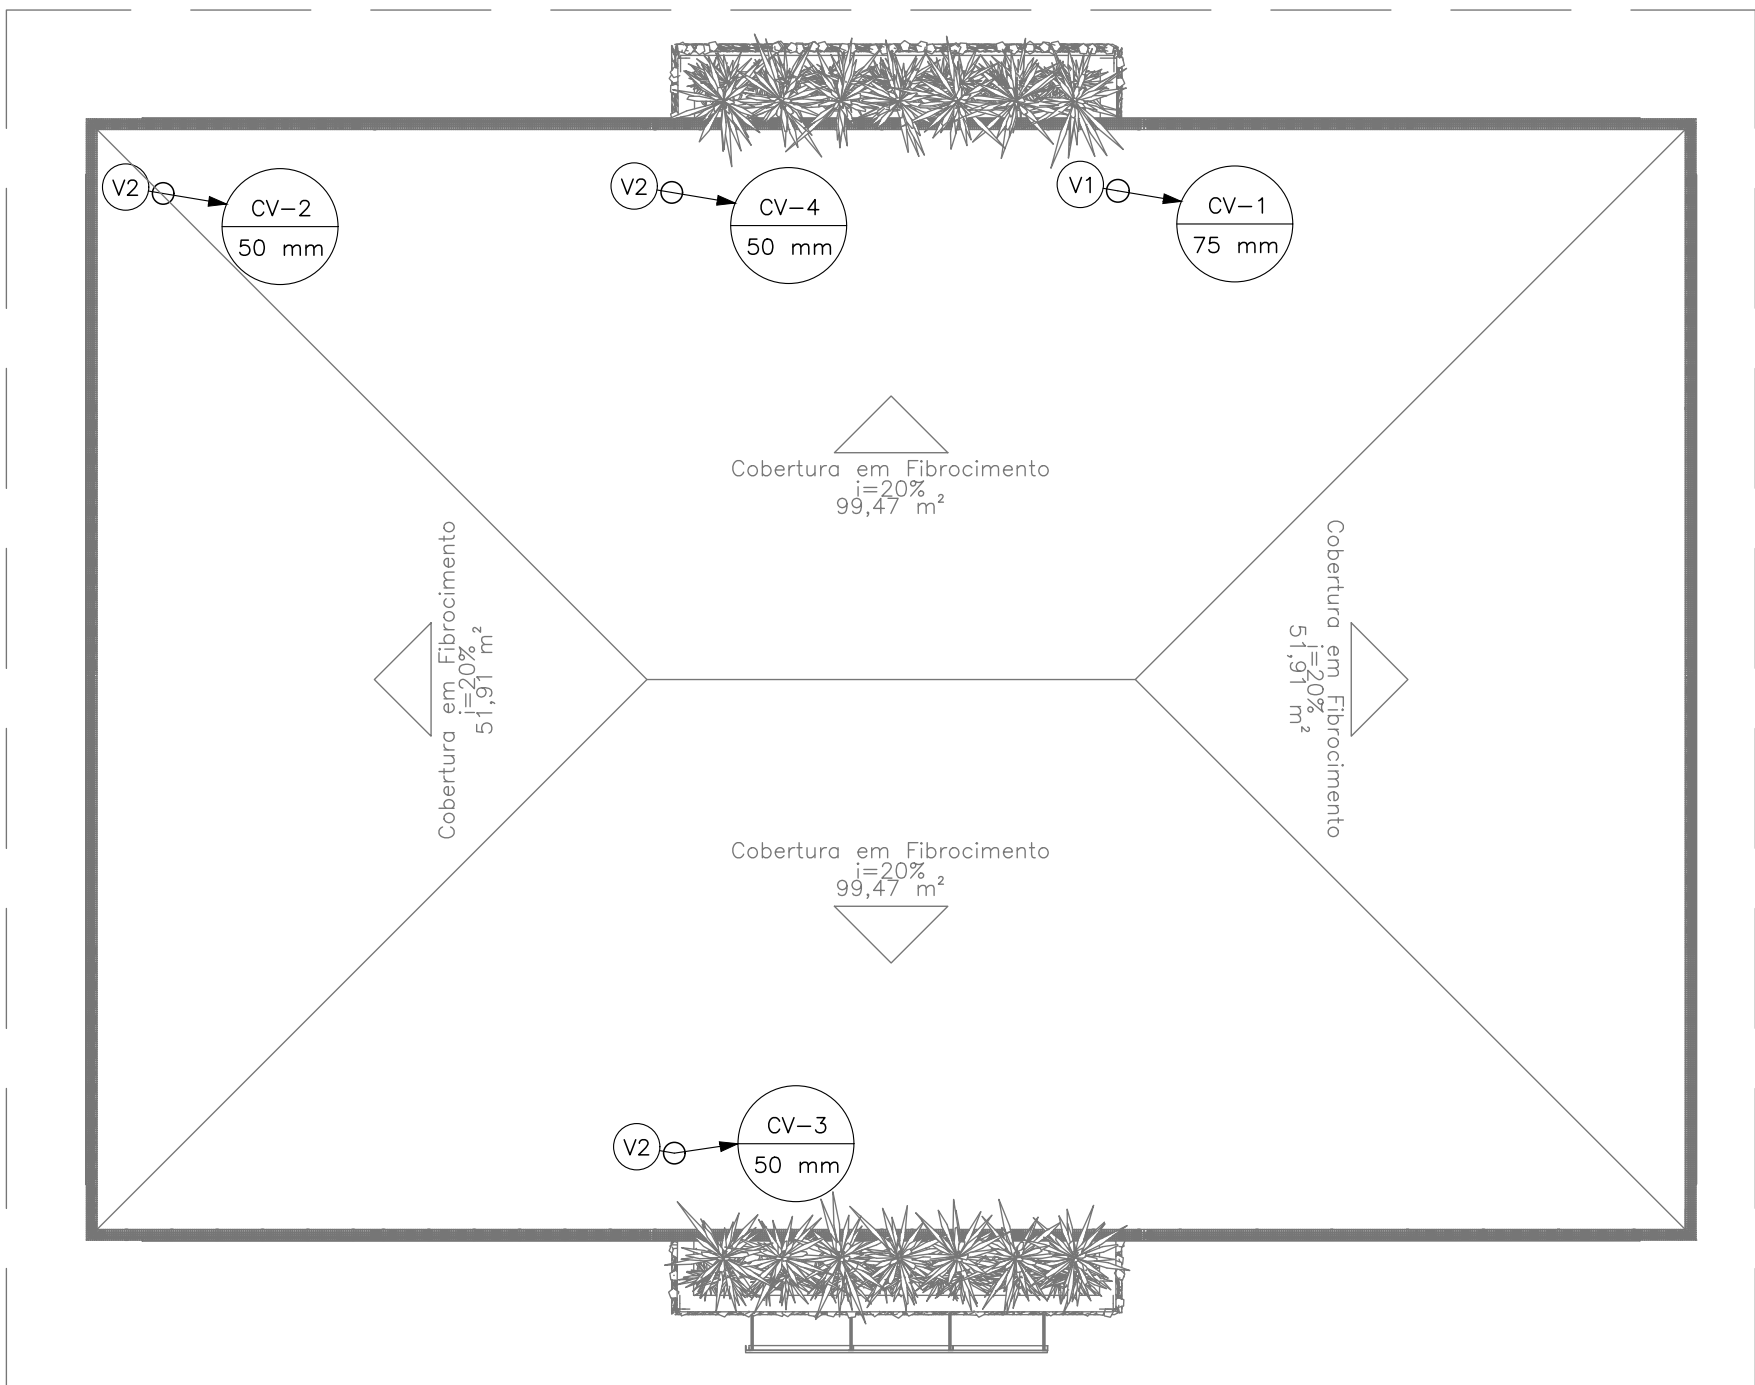 V2
CV-2
50 mm
V2
CV-4
50 mm
V1
CV-1
75 mm
Cobertura em Fibrocimento
i=20%
99,47 m²
Cobertura em Fibrocimento
i=20%
51,91 m²
Cobertura em Fibrocimento
i=20%
51,91 m²
Cobertura em Fibrocimento
i=20%
99,47 m²
V2
CV-3
50 mm